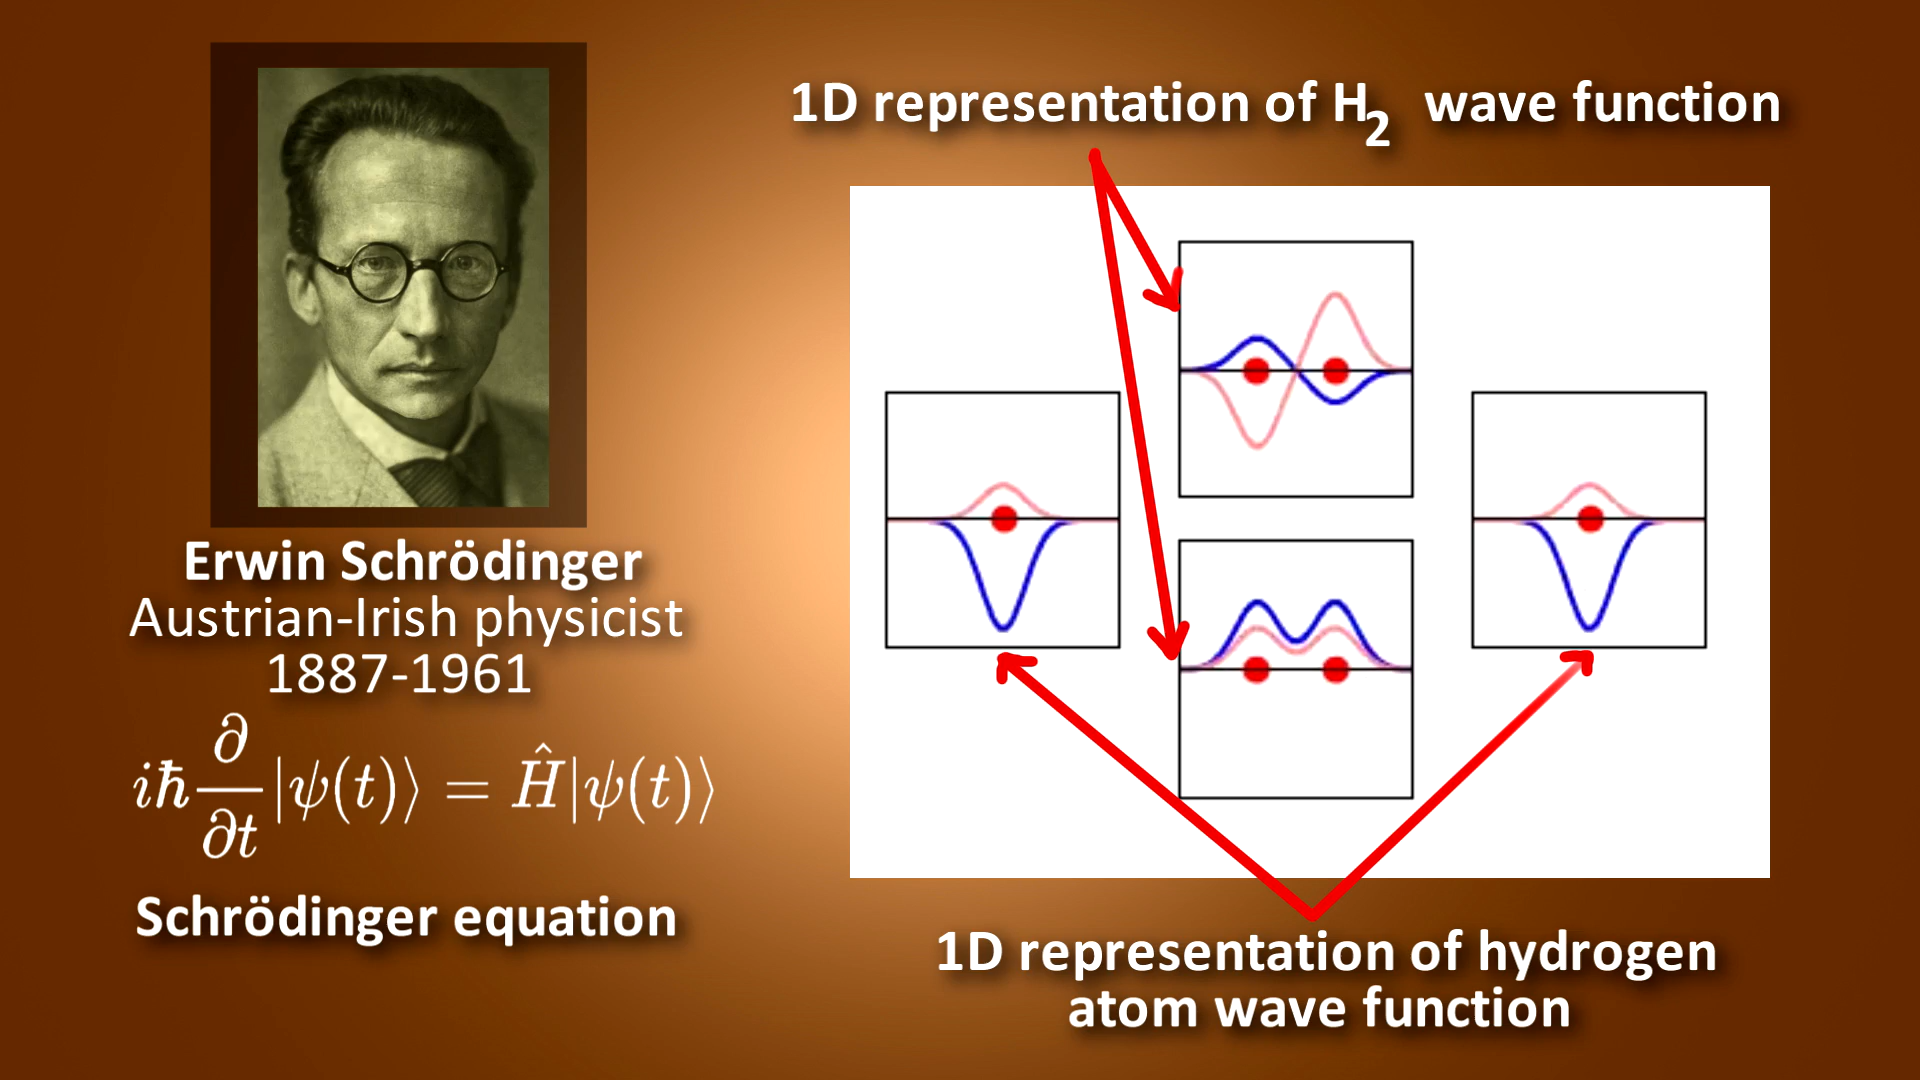 1D representation of H₂ wave function
Erwin Schrödinger
Austrian-Irish physicist
1887-1961
iħ ∂/∂t |ψ(t)⟩ = Ĥ|ψ(t)⟩
Schrödinger equation
1D representation of hydrogen
atom wave function